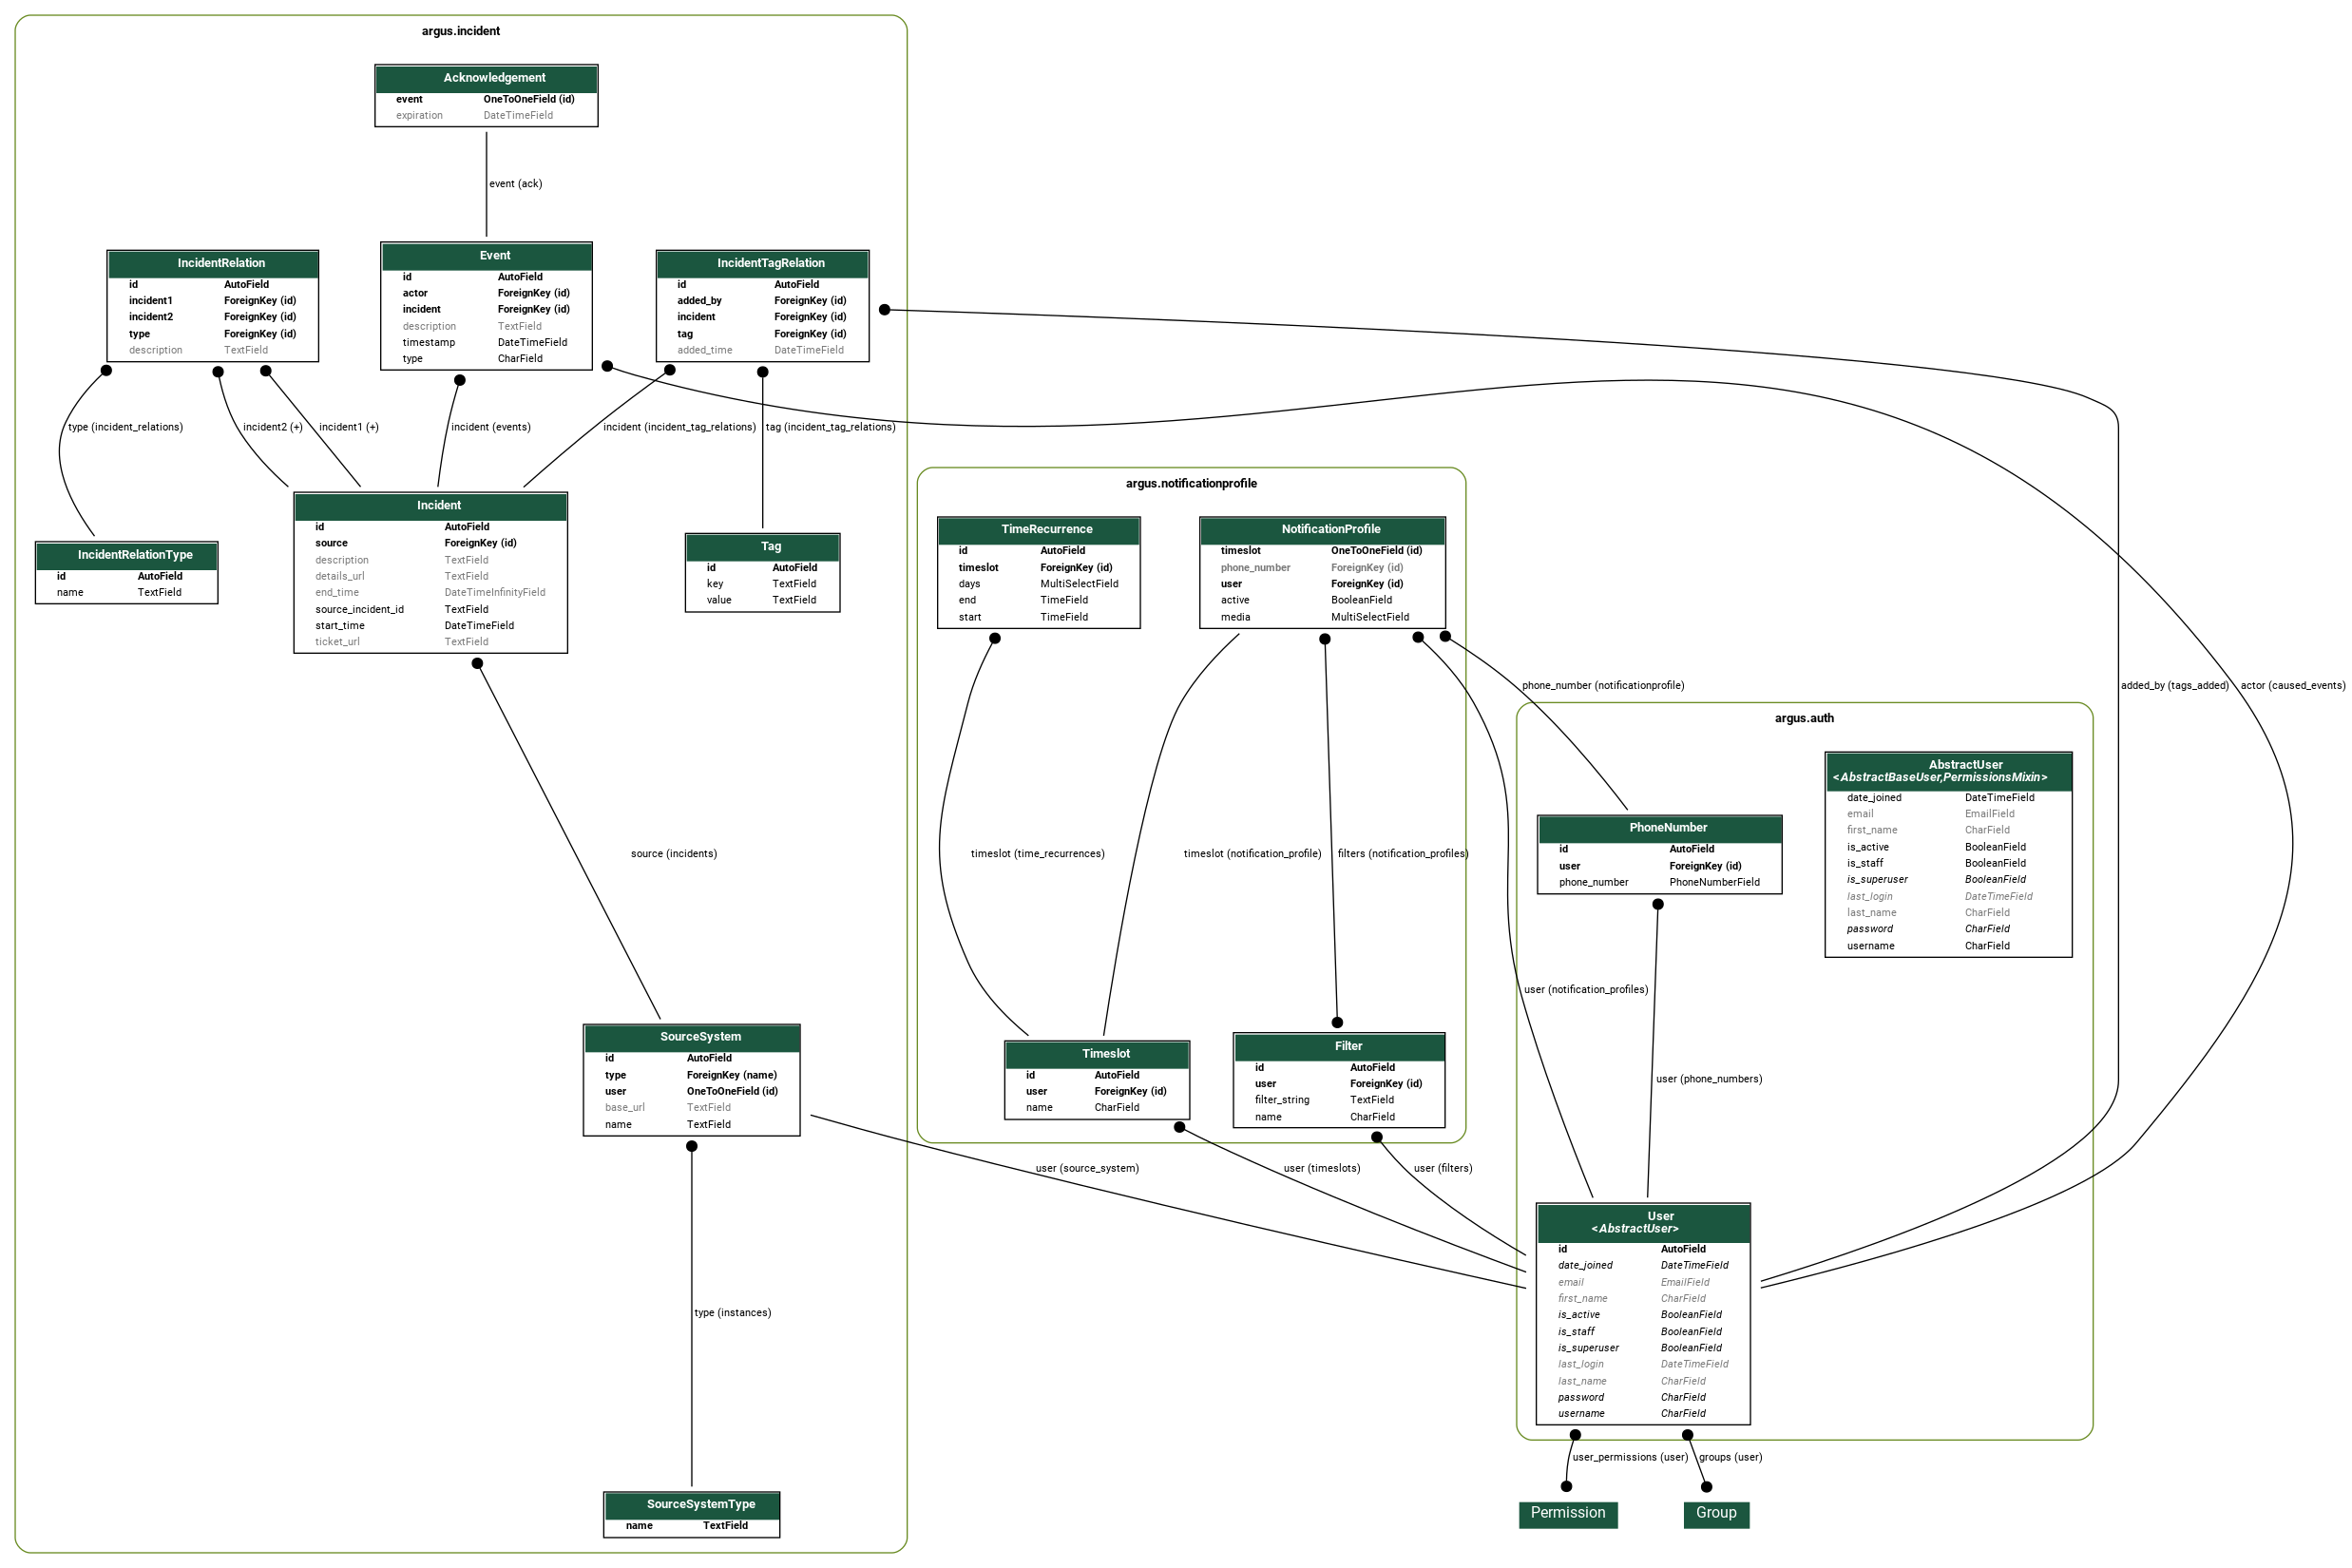 argus.incident
Acknowledgement
event OneToOneField (id)
expiration DateTimeField
event (ack)
IncidentRelation
id AutoField
incident1 ForeignKey (id)
incident2 ForeignKey (id)
type ForeignKey (id)
description TextField
Event
id AutoField
actor ForeignKey (id)
incident ForeignKey (id)
description TextField
timestamp DateTimeField
type CharField
IncidentTagRelation
id AutoField
added_by ForeignKey (id)
incident ForeignKey (id)
tag ForeignKey (id)
added_time DateTimeField
type (incident_relations)
incident2 (+)
incident1 (+)
incident (events)
incident (incident_tag_relations)
tag (incident_tag_relations)
IncidentRelationType
id AutoField
name TextField
Incident
id AutoField
source ForeignKey (id)
description TextField
details_url TextField
end_time DateTimeInfinityField
source_incident_id TextField
start_time DateTimeField
ticket_url TextField
Tag
id AutoField
key TextField
value TextField
source (incidents)
SourceSystem
id AutoField
type ForeignKey (name)
user OneToOneField (id)
base_url TextField
name TextField
type (instances)
SourceSystemType
name TextField
argus.notificationprofile
TimeRecurrence
id AutoField
timeslot ForeignKey (id)
days MultiSelectField
end TimeField
start TimeField
NotificationProfile
timeslot OneToOneField (id)
phone_number ForeignKey (id)
user ForeignKey (id)
active BooleanField
media MultiSelectField
phone_number (notificationprofile)
added_by (tags_added)
actor (caused_events)
timeslot (time_recurrences)
timeslot (notification_profile)
filters (notification_profiles)
Timeslot
id AutoField
user ForeignKey (id)
name CharField
Filter
id AutoField
user ForeignKey (id)
filter_string TextField
name CharField
user (source_system)
user (timeslots)
user (filters)
argus.auth
AbstractUser
<AbstractBaseUser,PermissionsMixin>
date_joined DateTimeField
email EmailField
first_name CharField
is_active BooleanField
is_staff BooleanField
is_superuser BooleanField
last_login DateTimeField
last_name CharField
password CharField
username CharField
PhoneNumber
id AutoField
user ForeignKey (id)
phone_number PhoneNumberField
user (notification_profiles)
user (phone_numbers)
User
<AbstractUser>
id AutoField
date_joined DateTimeField
email EmailField
first_name CharField
is_active BooleanField
is_staff BooleanField
is_superuser BooleanField
last_login DateTimeField
last_name CharField
password CharField
username CharField
user_permissions (user)
groups (user)
Permission
Group